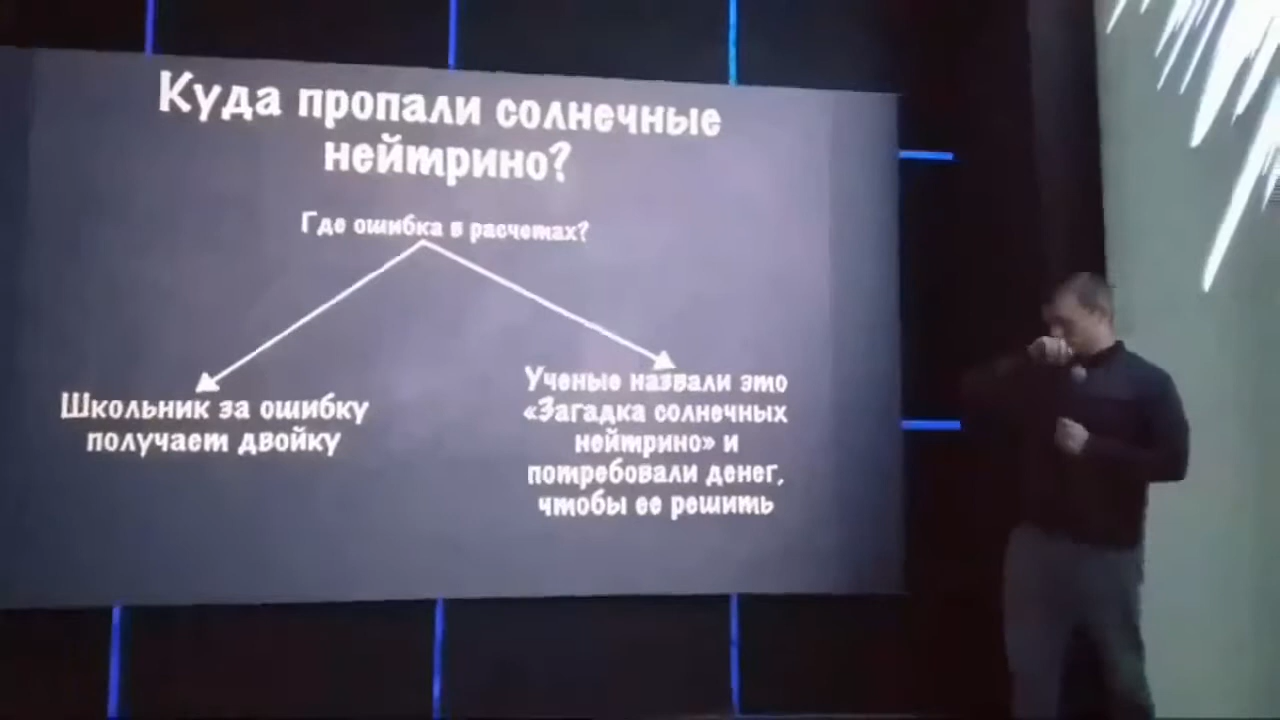 Куда пропали солнечные
нейтрино?
Где ошибка в расчетах?
Школьник за ошибку
получает двойку
Ученые назвали это
«Загадка солнечных
нейтрино» и
потребовали денег,
чтобы ее решить